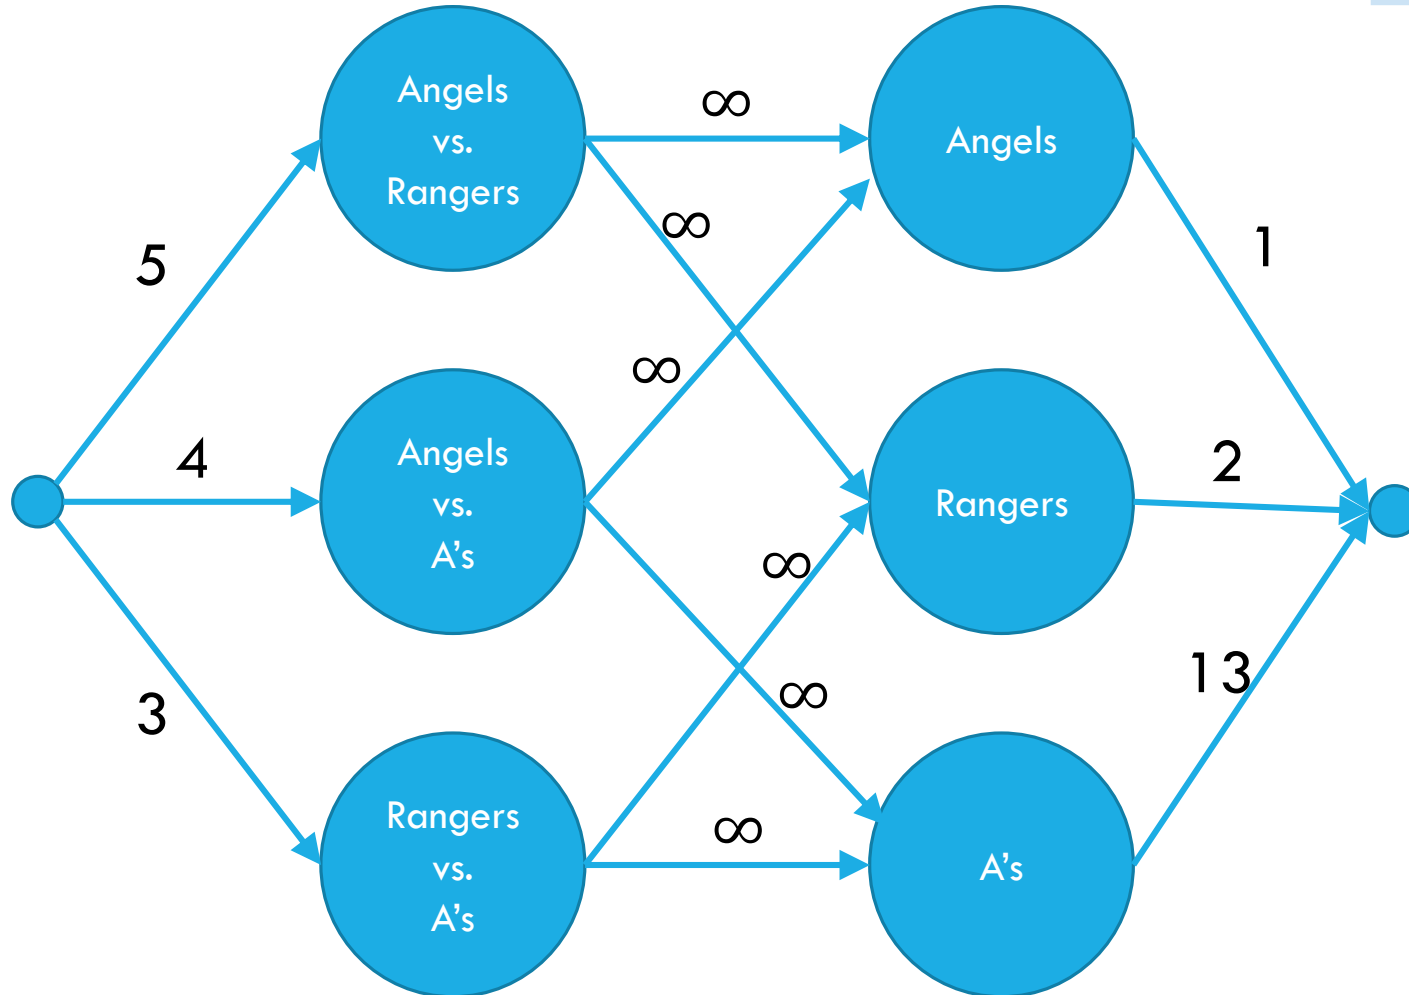 Angels
vs.
Rangers
∞
Angels
∞
1
5
∞
4
Angels
vs.
A's
Rangers
2
∞
3
∞
13
Rangers
vs.
A's
∞
A's